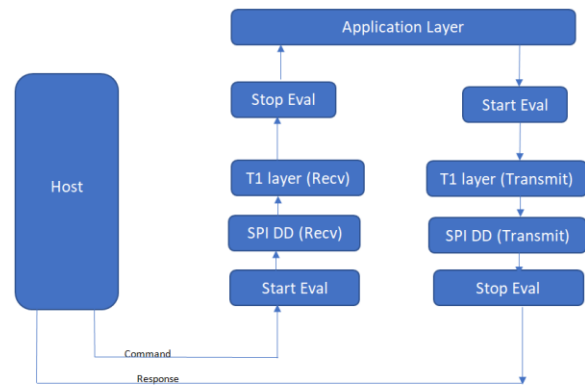 Application Layer
Stop Eval
Start Eval
Host
T1 layer (Recv)
T1 layer (Transmit)
SPI DD (Recv)
SPI DD (Transmit)
Start Eval
Stop Eval
Command
Response